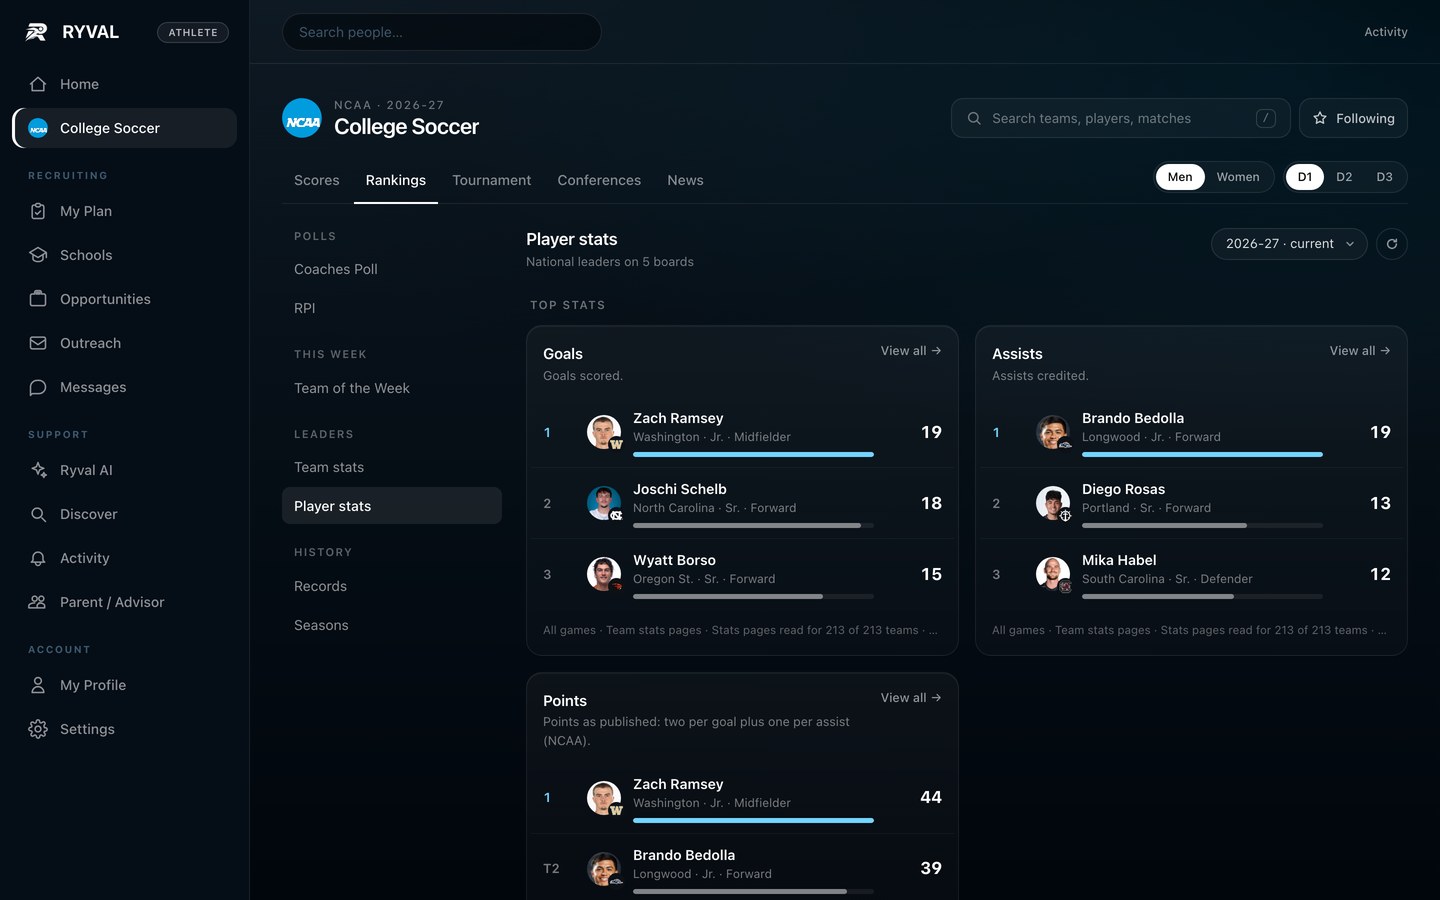 RYVAL
ATHLETE
Search people...
Activity
Home
NCAA
College Soccer
RECRUITING
My Plan
Schools
Opportunities
Outreach
Messages
SUPPORT
Ryval AI
Discover
Activity
Parent / Advisor
ACCOUNT
My Profile
Settings
NCAA
NCAA · 2026-27
College Soccer
Search teams, players, matches
/
Following
Scores
Rankings
Tournament
Conferences
News
Men
Women
D1
D2
D3
POLLS
Coaches Poll
RPI
THIS WEEK
Team of the Week
LEADERS
Team stats
Player stats
HISTORY
Records
Seasons
Player stats
National leaders on 5 boards
2026-27 · current
TOP STATS
Goals
View all →
Goals scored.
1
W
Zach Ramsey
Washington · Jr. · Midfielder
19
2
Joschi Schelb
North Carolina · Sr. · Forward
18
3
Wyatt Borso
Oregon St. · Sr. · Forward
15
All games · Team stats pages · Stats pages read for 213 of 213 teams · ...
Assists
View all →
Assists credited.
1
Brando Bedolla
Longwood · Jr. · Forward
19
2
Diego Rosas
Portland · Sr. · Forward
13
3
Mika Habel
South Carolina · Sr. · Defender
12
All games · Team stats pages · Stats pages read for 213 of 213 teams · ...
Points
View all →
Points as published: two per goal plus one per assist
(NCAA).
1
W
Zach Ramsey
Washington · Jr. · Midfielder
44
T2
Brando Bedolla
Longwood · Jr. · Forward
39